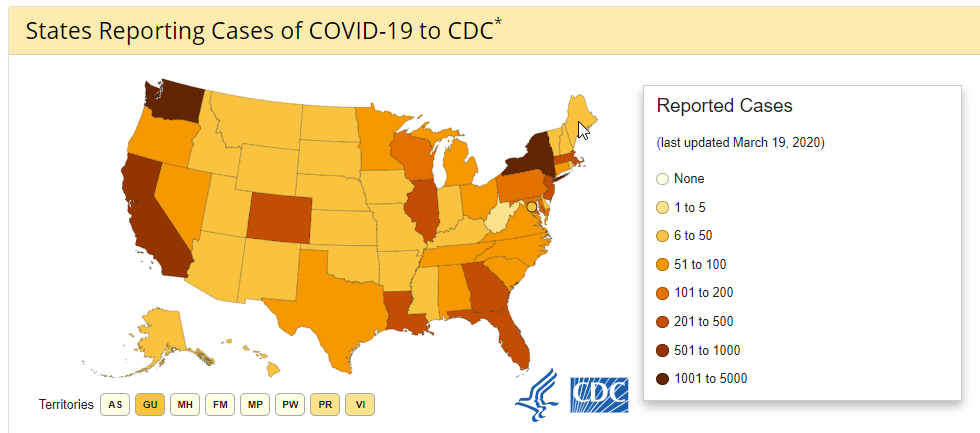 States Reporting Cases of COVID-19 to CDC*
Reported Cases
(last updated March 19, 2020)
None
1 to 5
6 to 50
51 to 100
101 to 200
201 to 500
501 to 1000
1001 to 5000
Territories AS GU MH FM MP PW PR VI
CDC